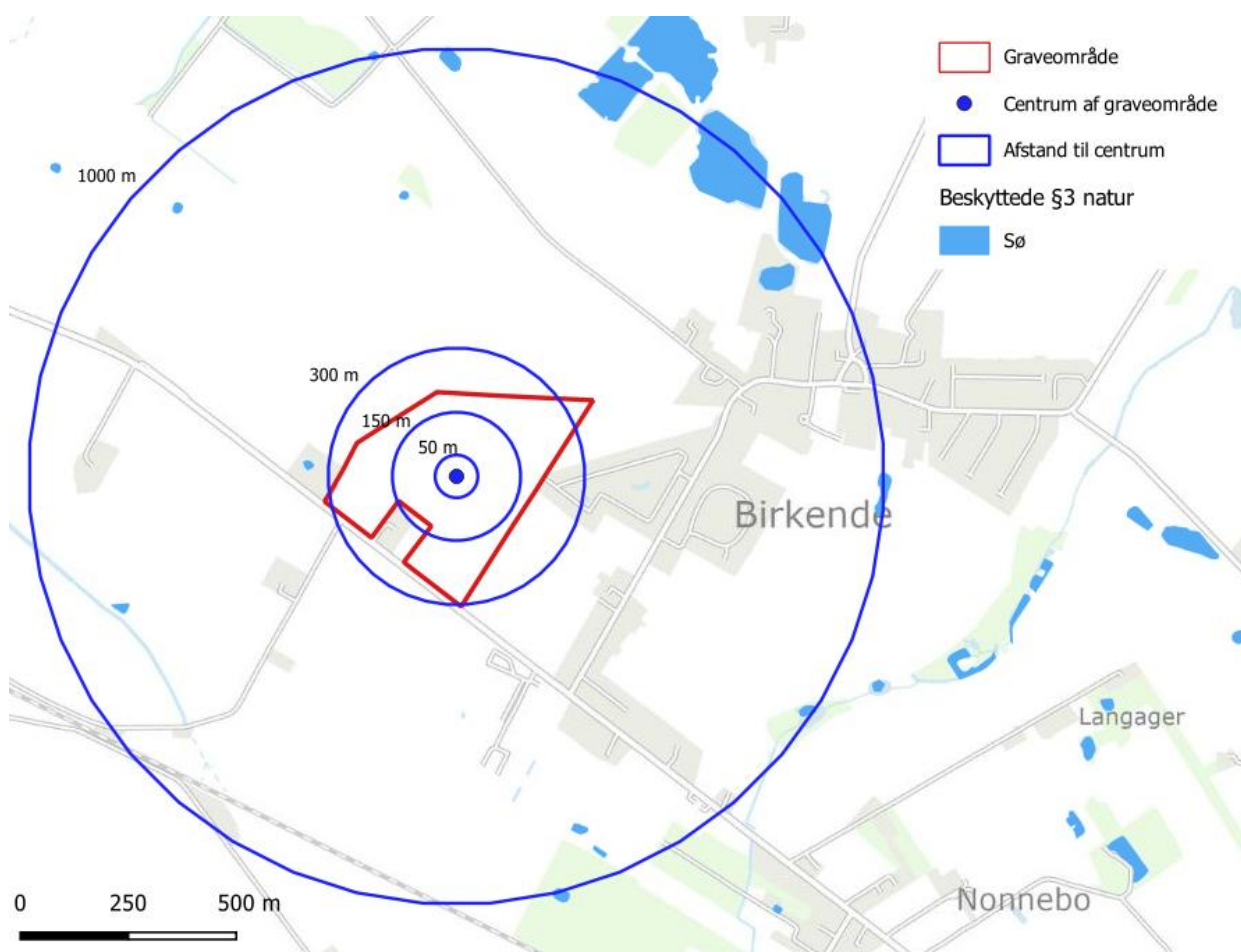 Graveområde
Centrum af graveområde
Afstand til centrum
Beskyttede §3 natur
Sø
1000 m
300 m
150 m
50 m
Birkende
Langager
Nonnebo
0 250 500 m